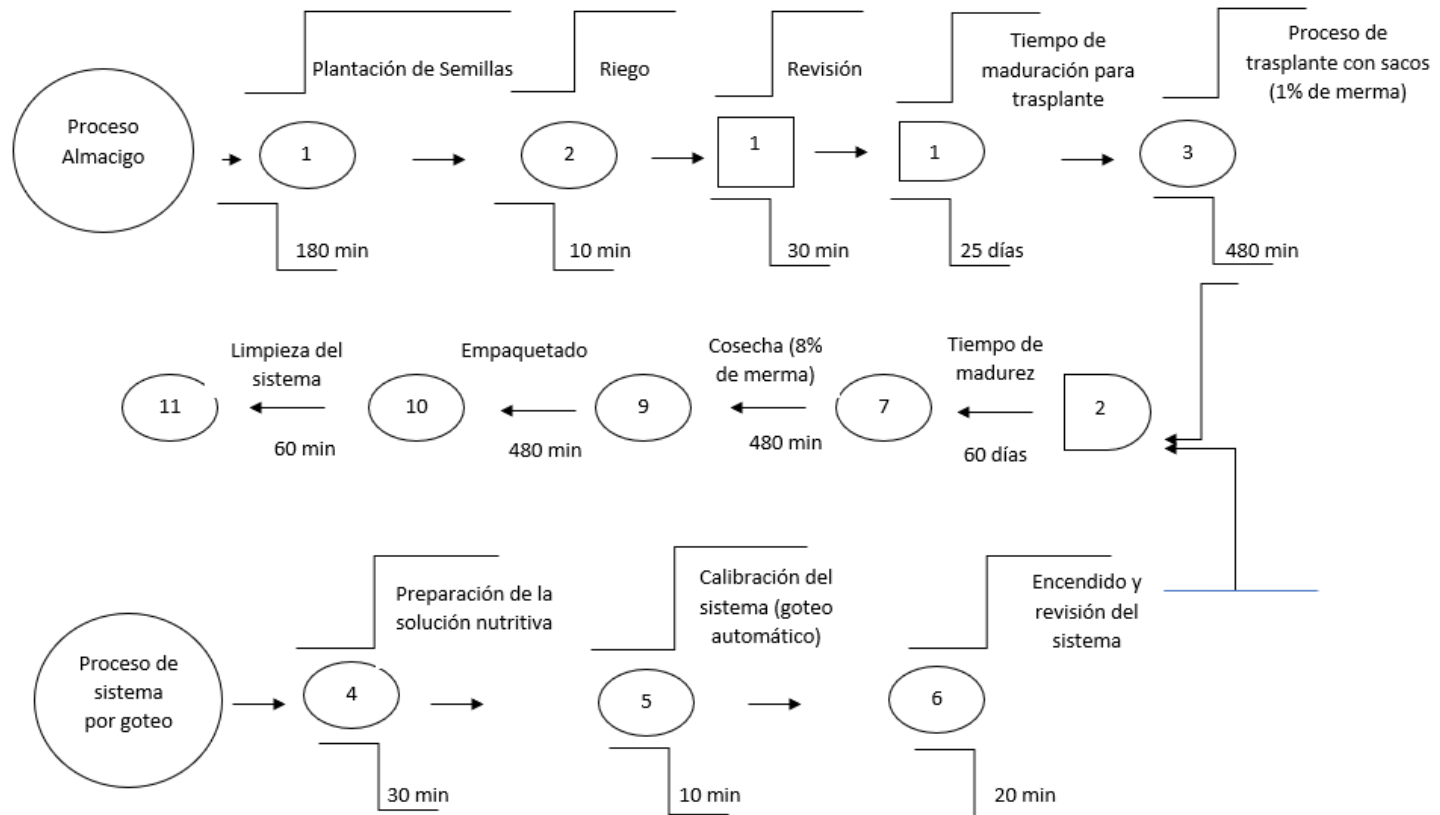 Proceso
Almacigo
1
Plantación de Semillas
180 min
2
Riego
10 min
1
Revisión
30 min
1
Tiempo de
maduración para
trasplante
25 días
3
Proceso de
trasplante con sacos
(1% de merma)
480 min
2
Tiempo de
madurez
60 días
7
Cosecha (8%
de merma)
480 min
9
Empaquetado
480 min
10
Limpieza del
sistema
60 min
11
Proceso de
sistema
por goteo
4
Preparación de la
solución nutritiva
30 min
5
Calibración del
sistema (goteo
automático)
10 min
6
Encendido y
revisión del
sistema
20 min